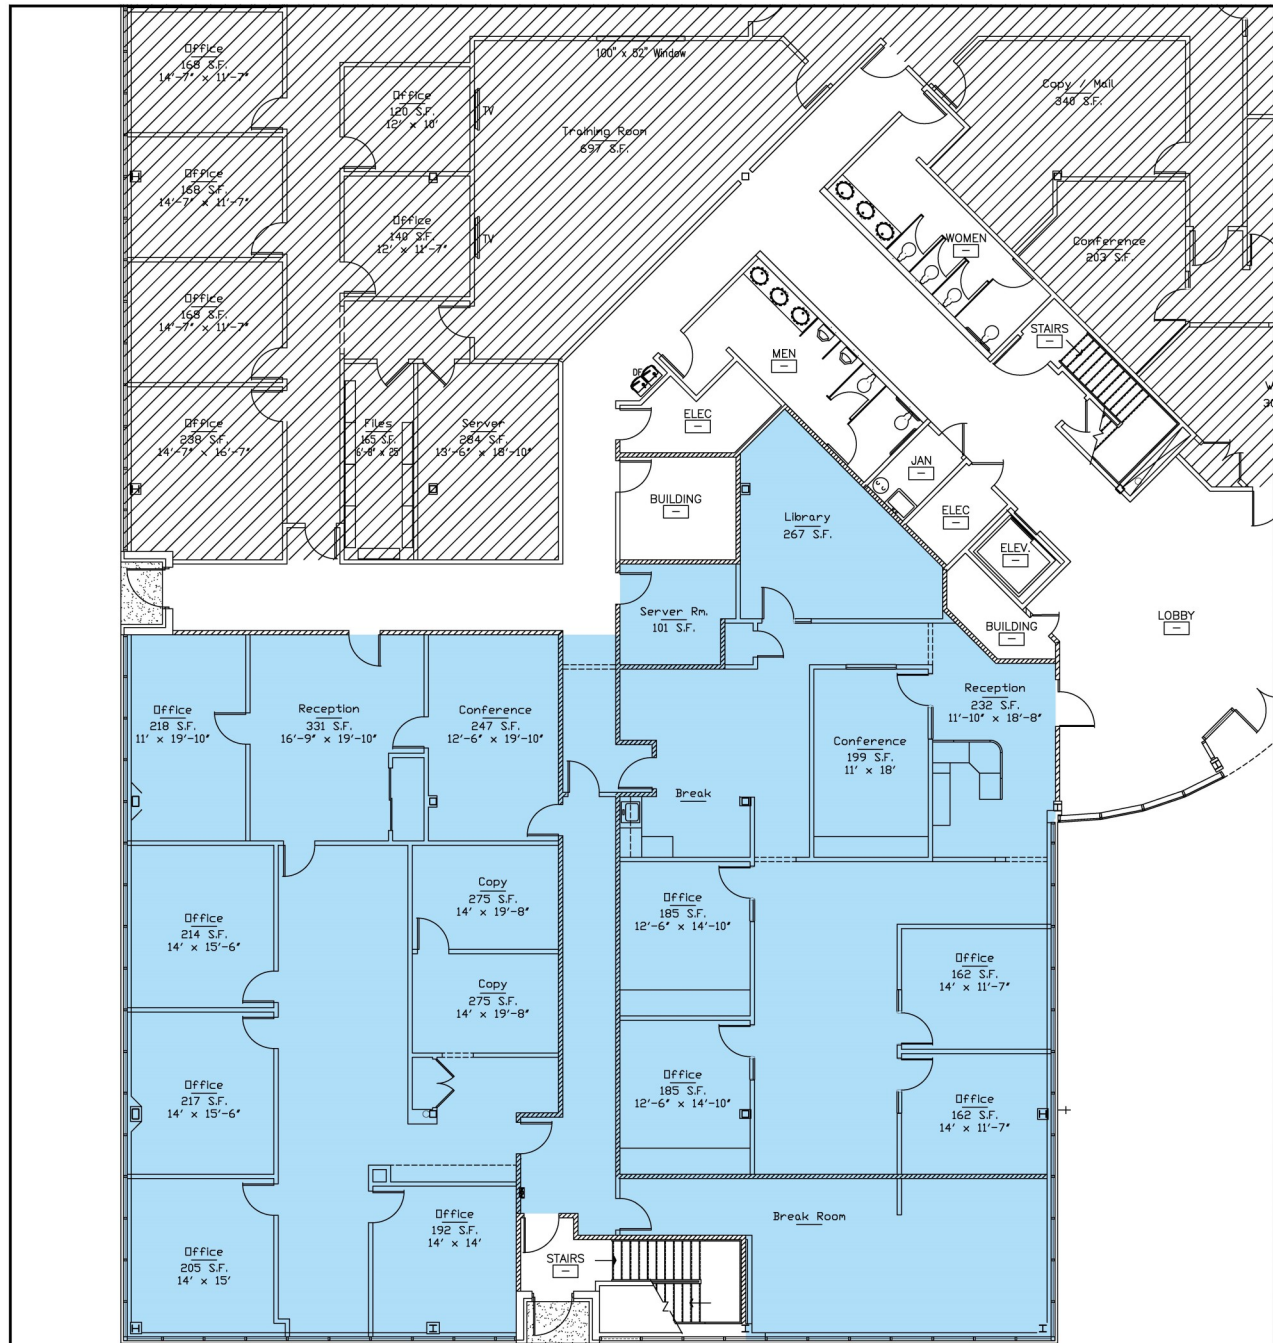 Office
168 S.F.
14'-7" x 11'-7"
Office
120 S.F.
12' x 10'
TV
100" x 52" Window
Training Room
697 S.F.
Copy / Mail
340 S.F.
Office
168 S.F.
14'-7" x 11'-7"
Office
140 S.F.
12' x 11'-7"
TV
WOMEN
Conference
203 S.F.
Office
168 S.F.
14'-7" x 11'-7"
MEN
STAIRS
DF
Office
238 S.F.
14'-7" x 16'-7"
Files
165 S.F.
6'-8" x 25'
Server
284 S.F.
13'-6" x 18'-10"
ELEC
JAN
BUILDING
Library
267 S.F.
ELEC
ELEV.
Server Rm.
101 S.F.
BUILDING
LOBBY
Office
218 S.F.
11' x 19'-10"
Reception
331 S.F.
16'-9" x 19'-10"
Conference
247 S.F.
12'-6" x 19'-10"
Reception
232 S.F.
11'-10" x 18'-8"
Conference
199 S.F.
11' x 18'
Break
Copy
275 S.F.
14' x 19'-8"
Office
185 S.F.
12'-6" x 14'-10"
Office
214 S.F.
14' x 15'-6"
Office
162 S.F.
14' x 11'-7"
Copy
275 S.F.
14' x 19'-8"
Office
217 S.F.
14' x 15'-6"
Office
185 S.F.
12'-6" x 14'-10"
Office
162 S.F.
14' x 11'-7"
Office
192 S.F.
14' x 14'
Break Room
Office
205 S.F.
14' x 15'
STAIRS